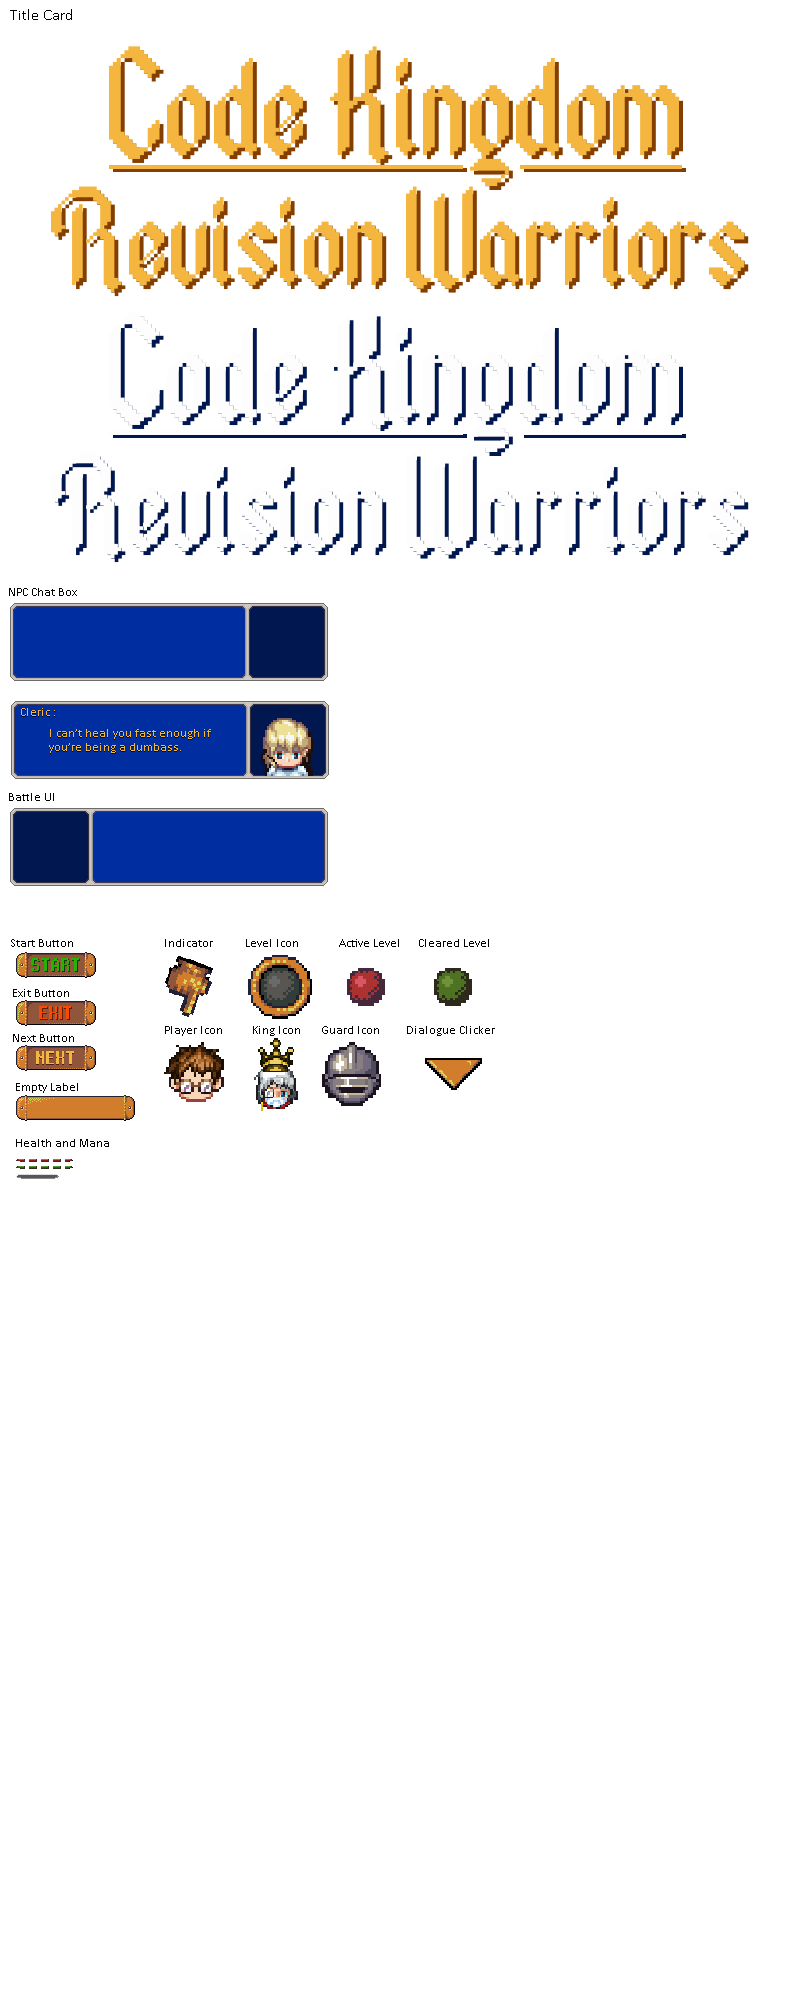 Title Card
Code Kingdom
Revision Warriors
Code Kingdom
Revision Warriors
NPC Chat Box
Cleric :
I can't heal you fast enough if
you're being a dumbass.
Battle UI
Start Button
Indicator
Level Icon
Active Level
Cleared Level
START
Exit Button
EXIT
Next Button
Player Icon
King Icon
Guard Icon
Dialogue Clicker
NEXT
Empty Label
Health and Mana